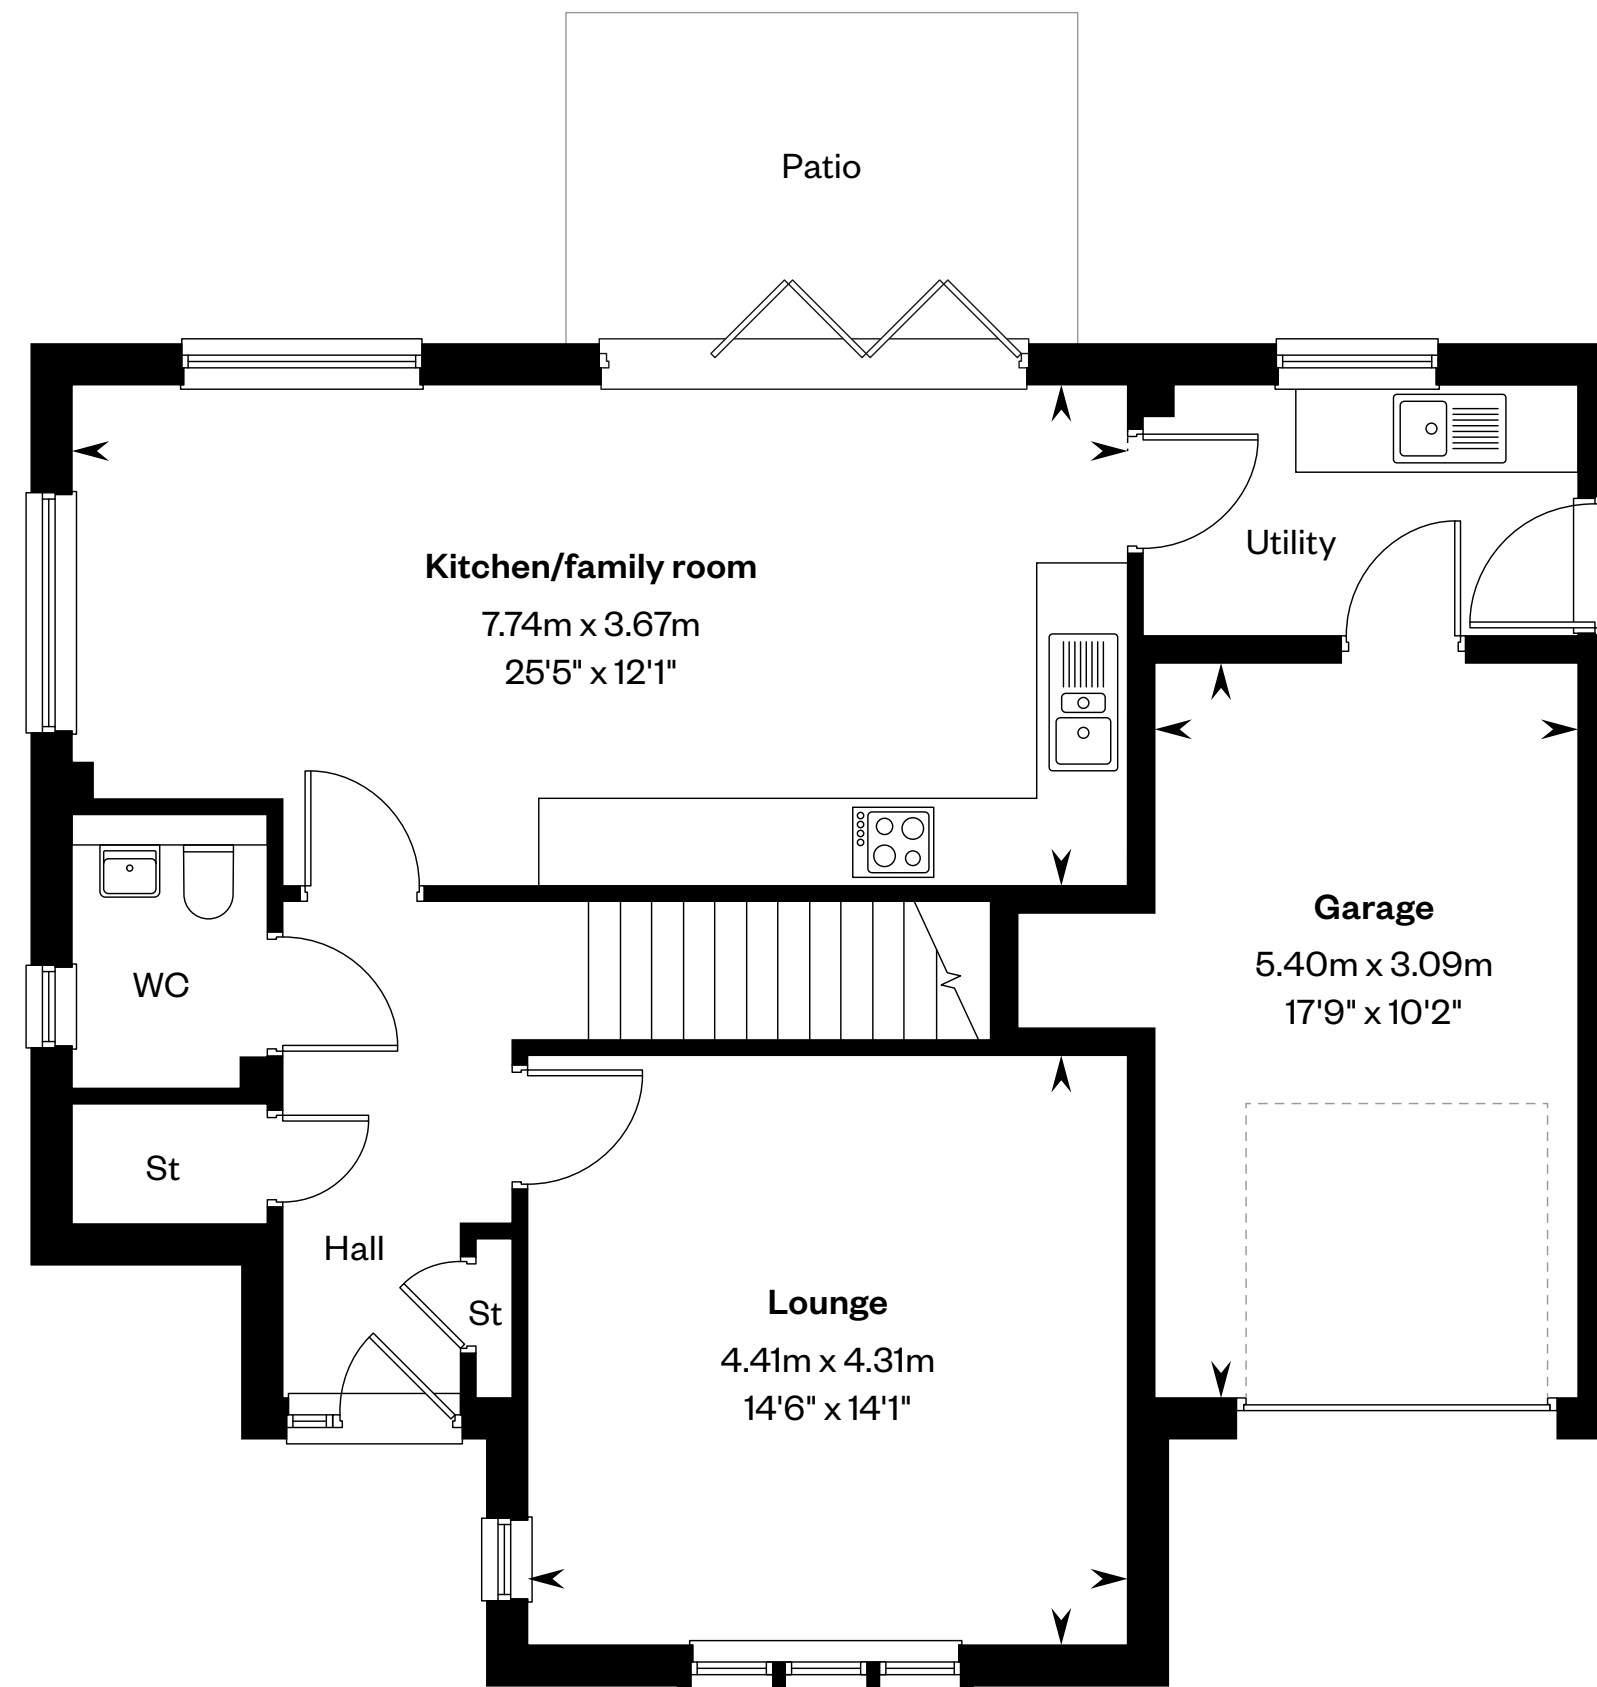 Patio
Kitchen/family room
7.74m x 3.67m
25'5" x 12'1"
Utility
Garage
5.40m x 3.09m
17'9" x 10'2"
WC
St
Hall
St
Lounge
4.41m x 4.31m
14'6" x 14'1"